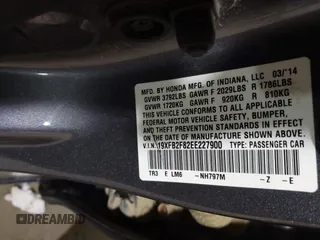 MFD. BY HONDA MFG. OF INDIANA, LLC 03/'14
GVWR 3792LBS GAWR F 2029LBS R 1786LBS
GVWR 1720KG GAWR F 920KG R 810KG
THIS VEHICLE CONFORMS TO ALL APPLICABLE
FEDERAL MOTOR VEHICLE SAFETY, BUMPER,
AND THEFT PREVENTION STANDARDS IN EFFECT
ON THE DATE OF MANUFACTURE SHOWN ABOVE.
V.I.N.: 19XFB2F82EE227900 TYPE: PASSENGER CAR
TR3 E LM6 -NH797M -Z -E
DREAMBID